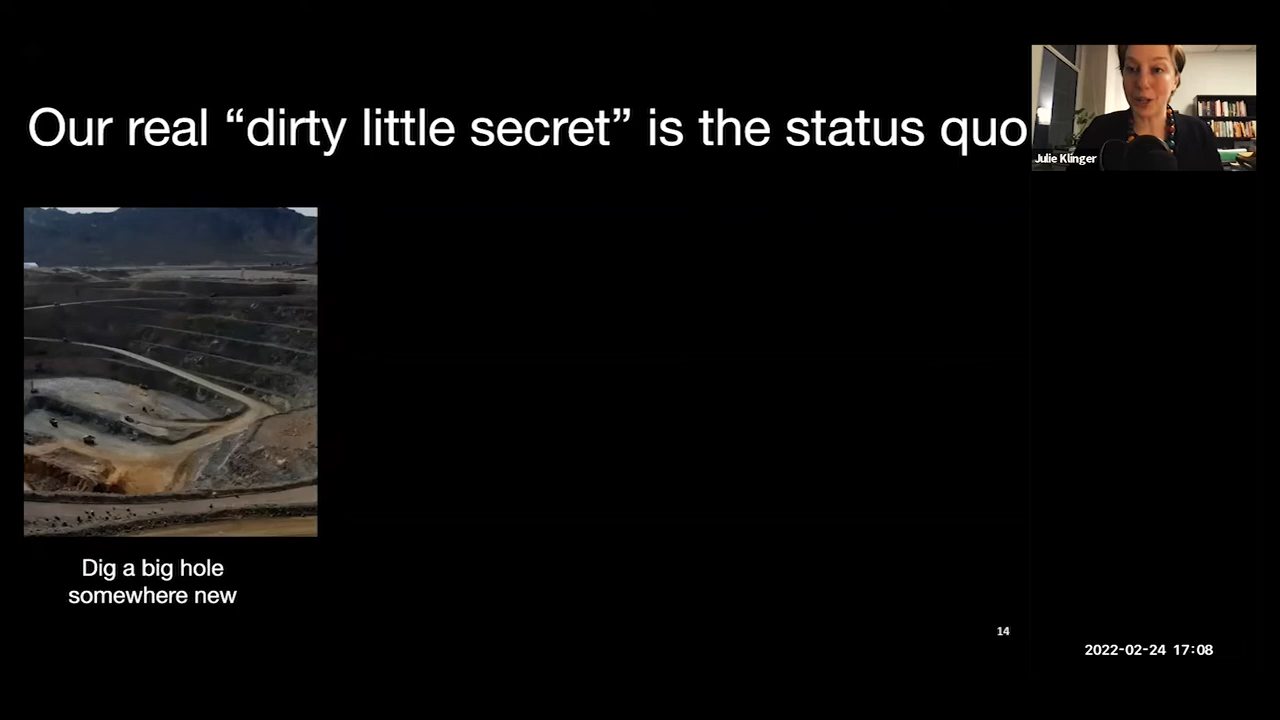 Our real “dirty little secret” is the status quo
Julie Klinger
Dig a big hole
somewhere new
14
2022-02-24 17:08